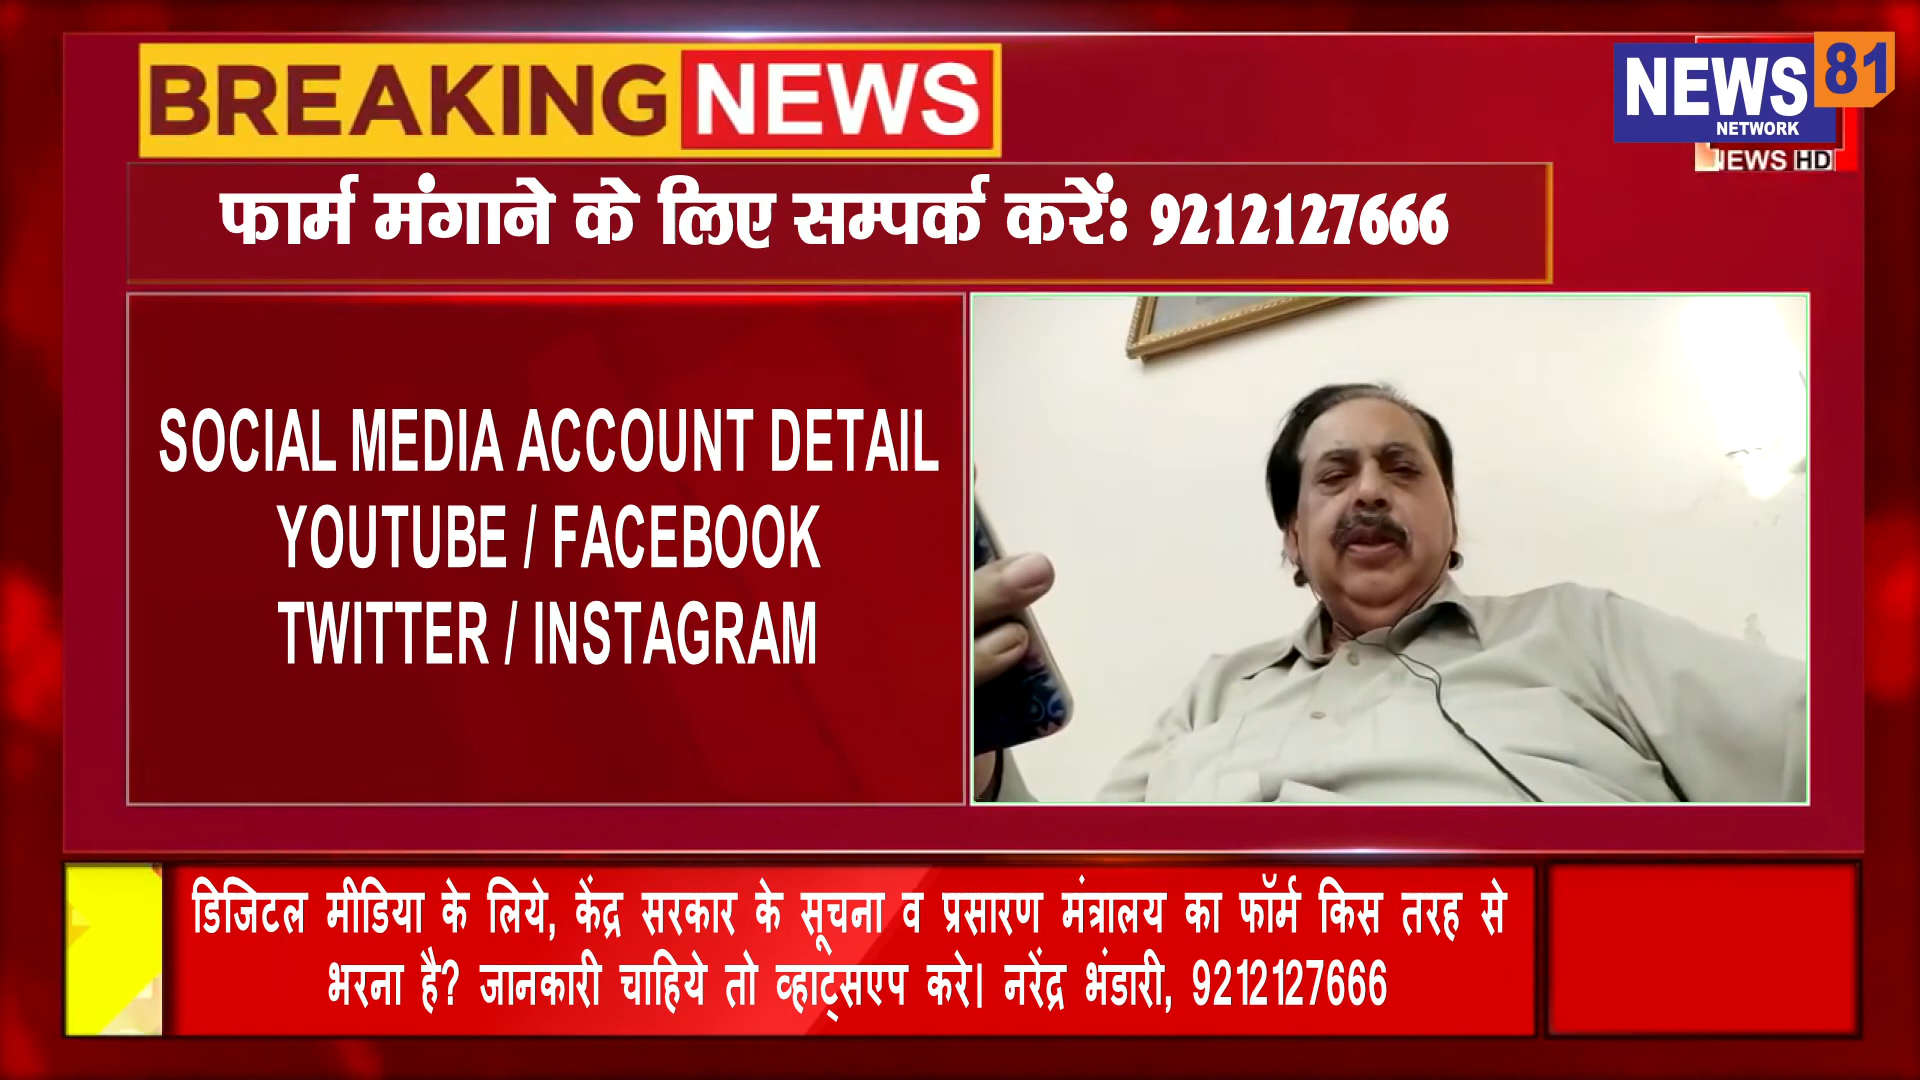 BREAKING NEWS
NEWS 81
NETWORK
NEWS HD
फार्म मंगाने के लिए सम्पर्क करें: 9212127666
SOCIAL MEDIA ACCOUNT DETAIL
YOUTUBE / FACEBOOK
TWITTER / INSTAGRAM
डिजिटल मीडिया के लिये, केंद्र सरकार के सूचना व प्रसारण मंत्रालय का फॉर्म किस तरह से
भरना है? जानकारी चाहिये तो व्हाट्सएप करे। नरेंद्र भंडारी, 9212127666